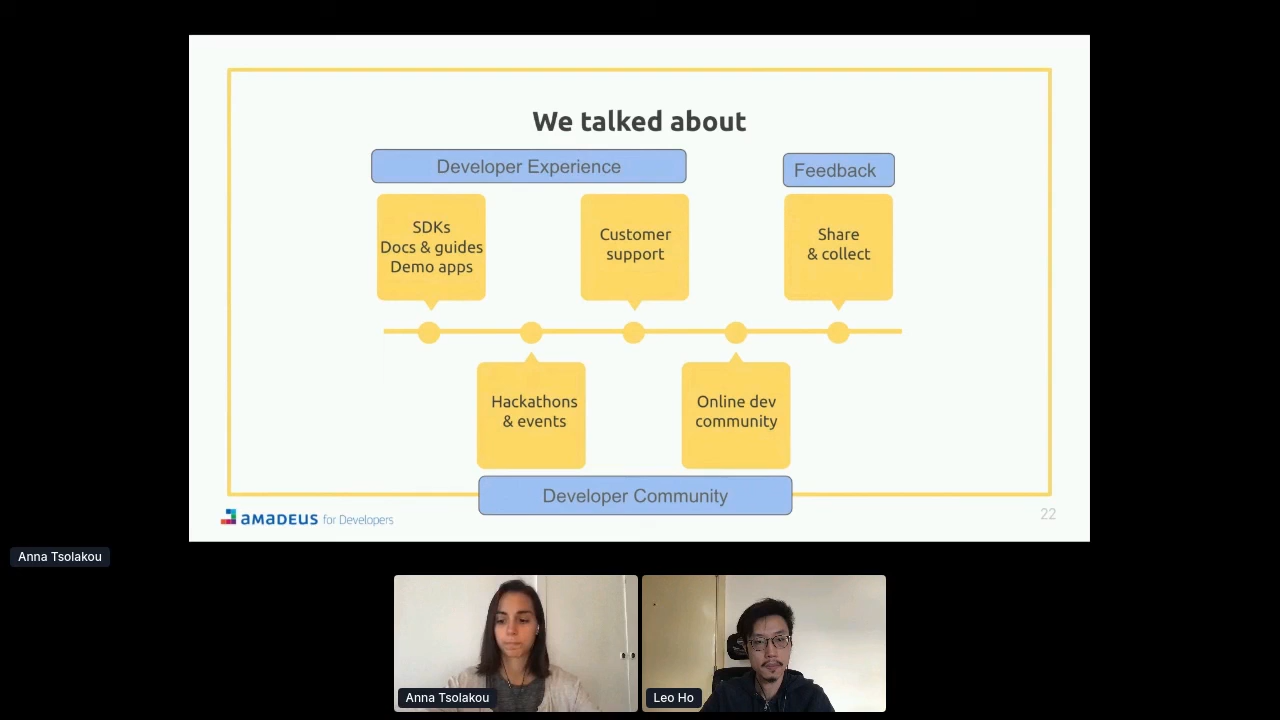 We talked about
Developer Experience
Feedback
SDKs
Docs & guides
Demo apps
Customer
support
Share
& collect
Hackathons
& events
Online dev
community
Developer Community
amadeus for Developers
22
Anna Tsolakou
Anna Tsolakou
Leo Ho